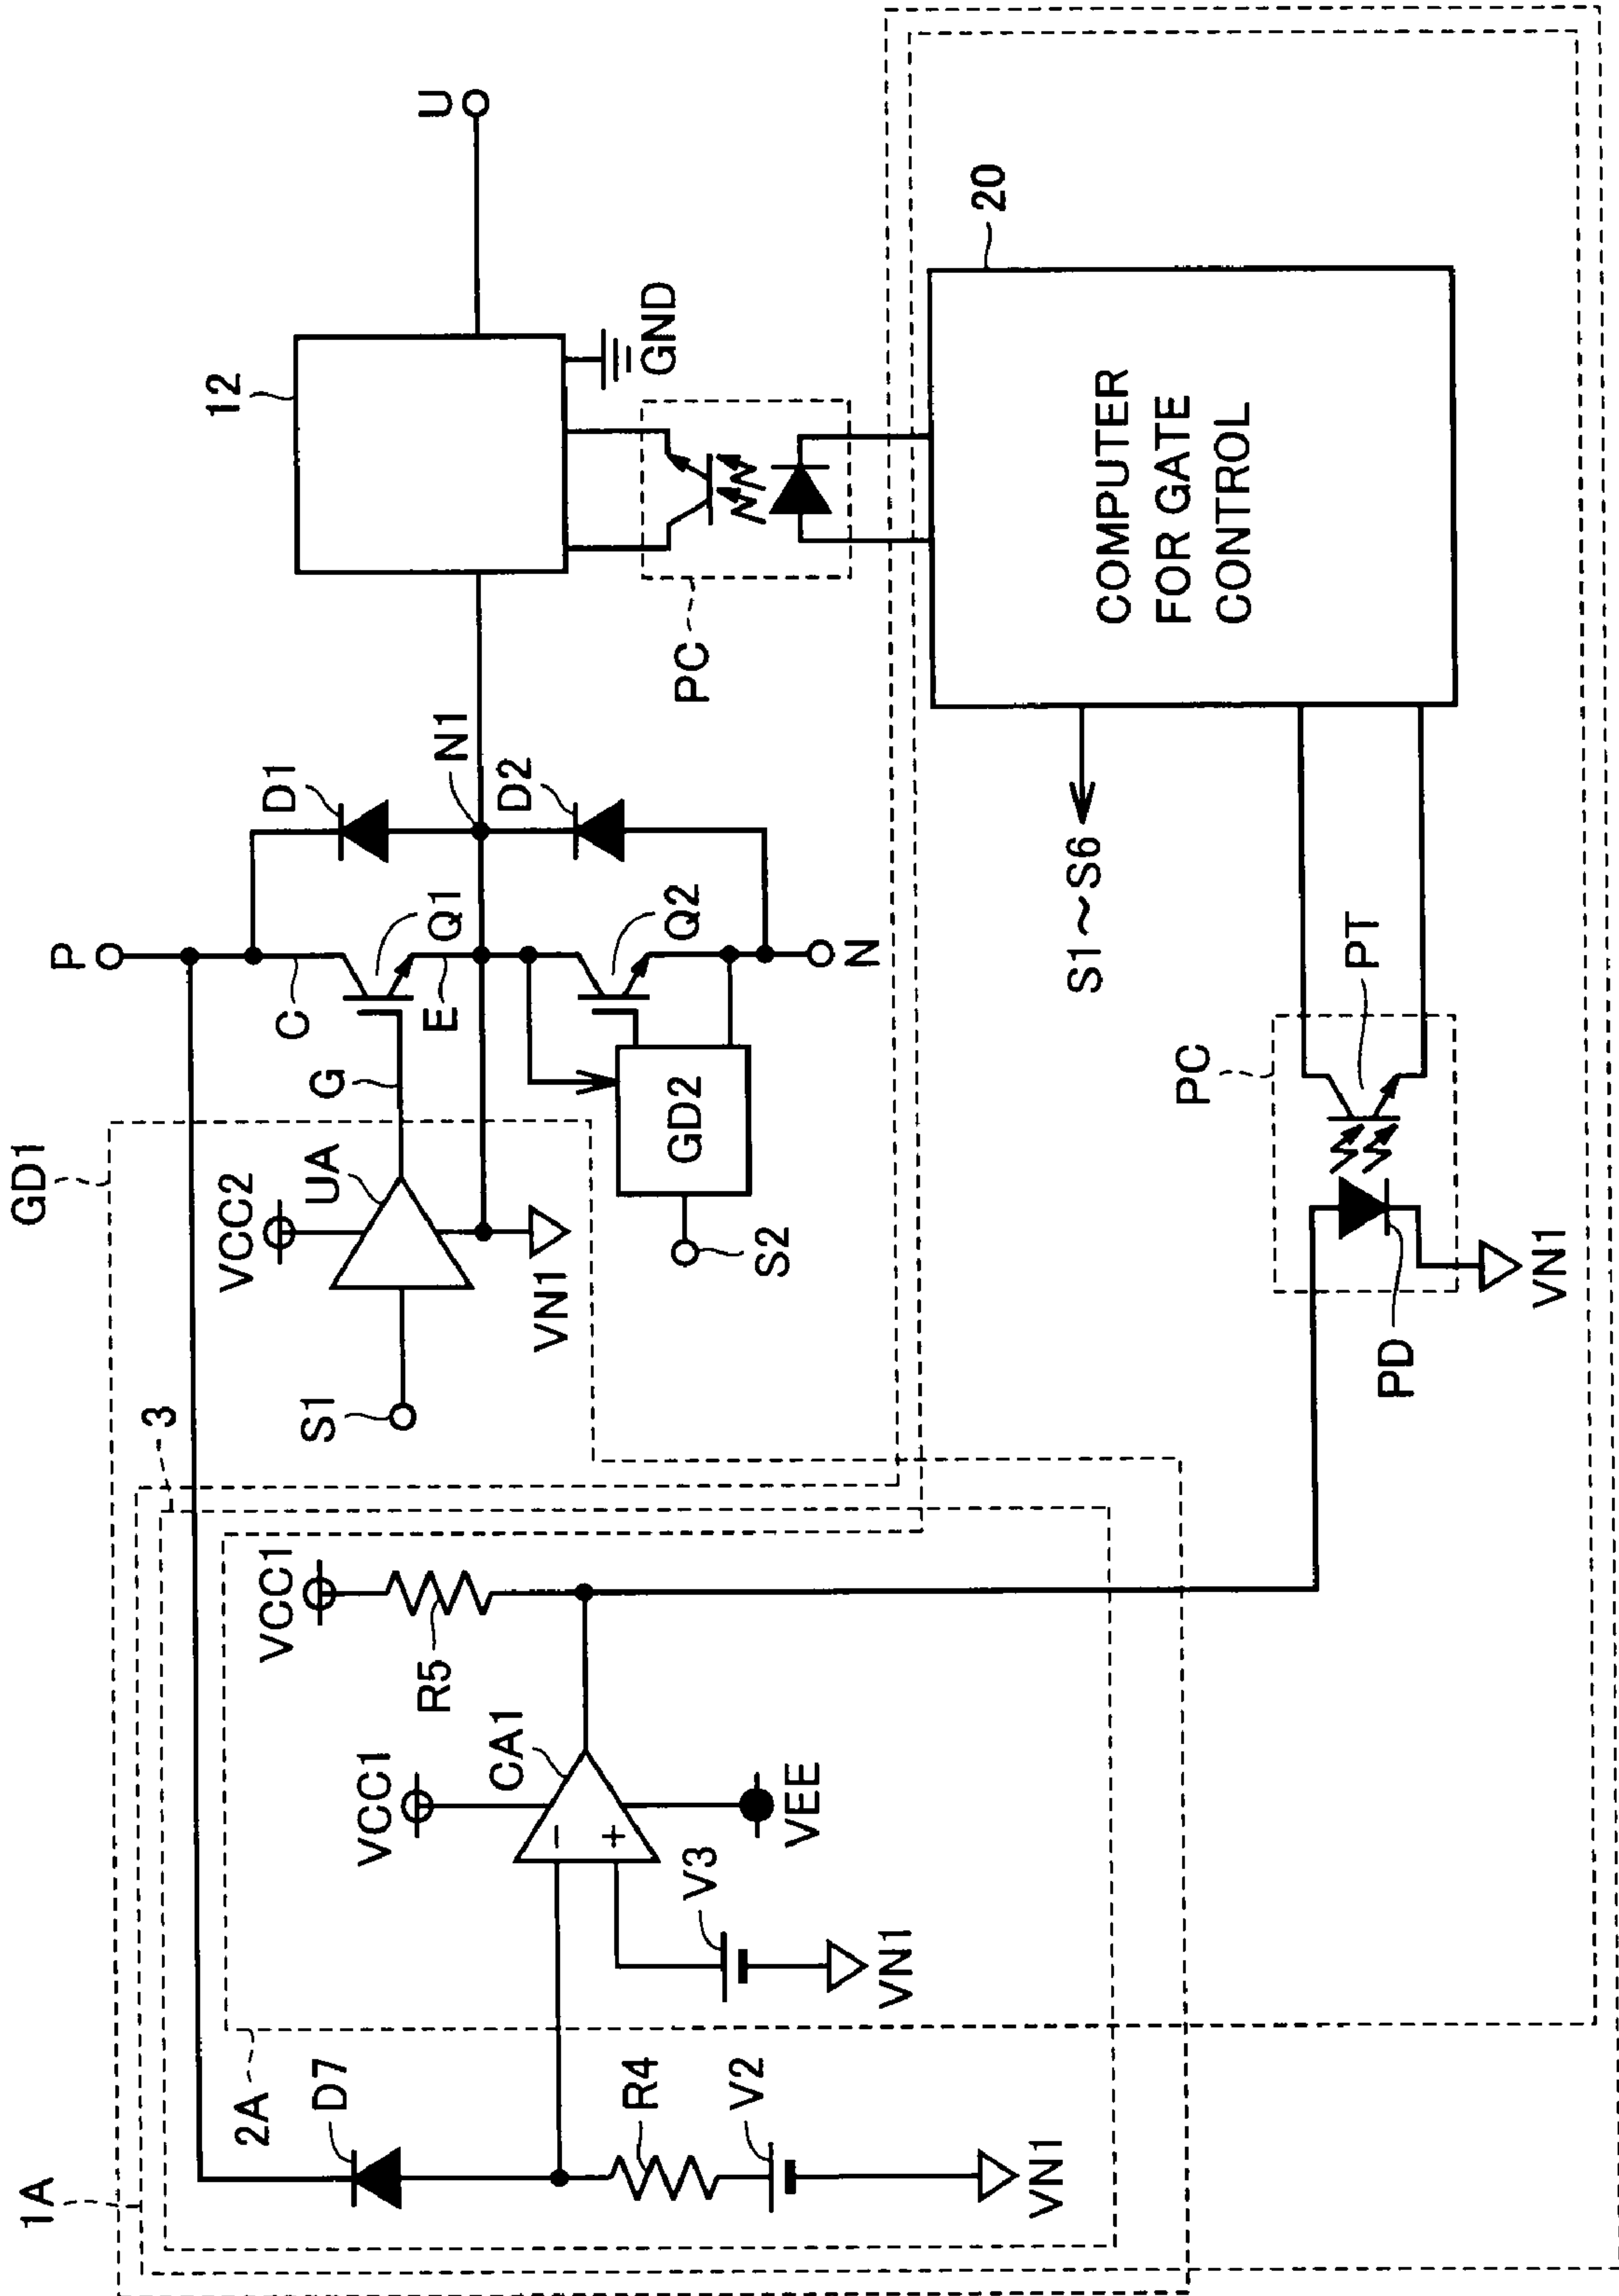 1A
GD1
P
U
3
2A
D7
VCC1
VCC2
S1
UA
G
C
E
Q1
D1
N1
12
GND
R4
V2
VN1
VCC1
CA1
−
+
V3
VN1
VEE
R5
VN1
S2
GD2
Q2
D2
N
PC
20
COMPUTER
FOR GATE
CONTROL
S1~S6
PC
PT
PD
VN1